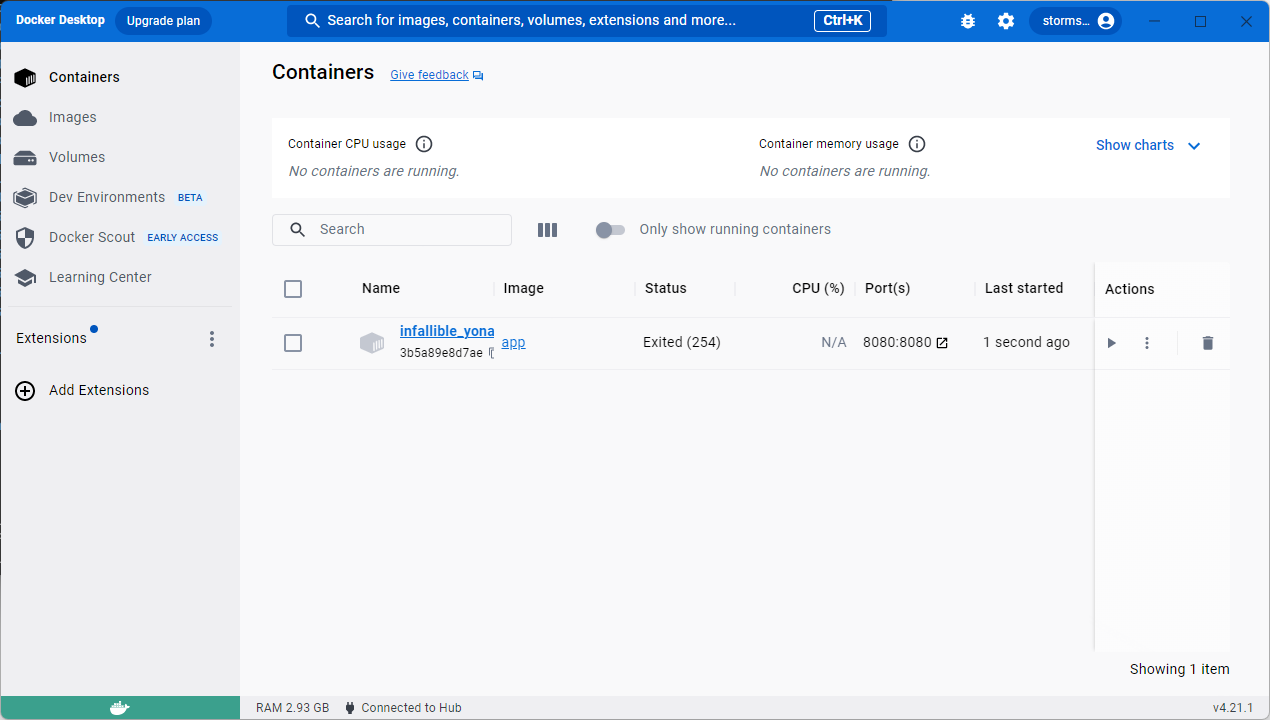 Docker Desktop Upgrade plan Search for images, containers, volumes, extensions and more... Ctrl+K storms...
Containers
Images
Volumes
Dev Environments BETA
Docker Scout EARLY ACCESS
Learning Center
Extensions
Add Extensions
Containers Give feedback
Container CPU usage
No containers are running.
Container memory usage
No containers are running.
Show charts
Search Only show running containers
Name Image Status CPU (%) Port(s) Last started Actions
infallible_yona
3b5a89e8d7ae
app Exited (254) N/A 8080:8080 1 second ago
Showing 1 item
RAM 2.93 GB Connected to Hub v4.21.1